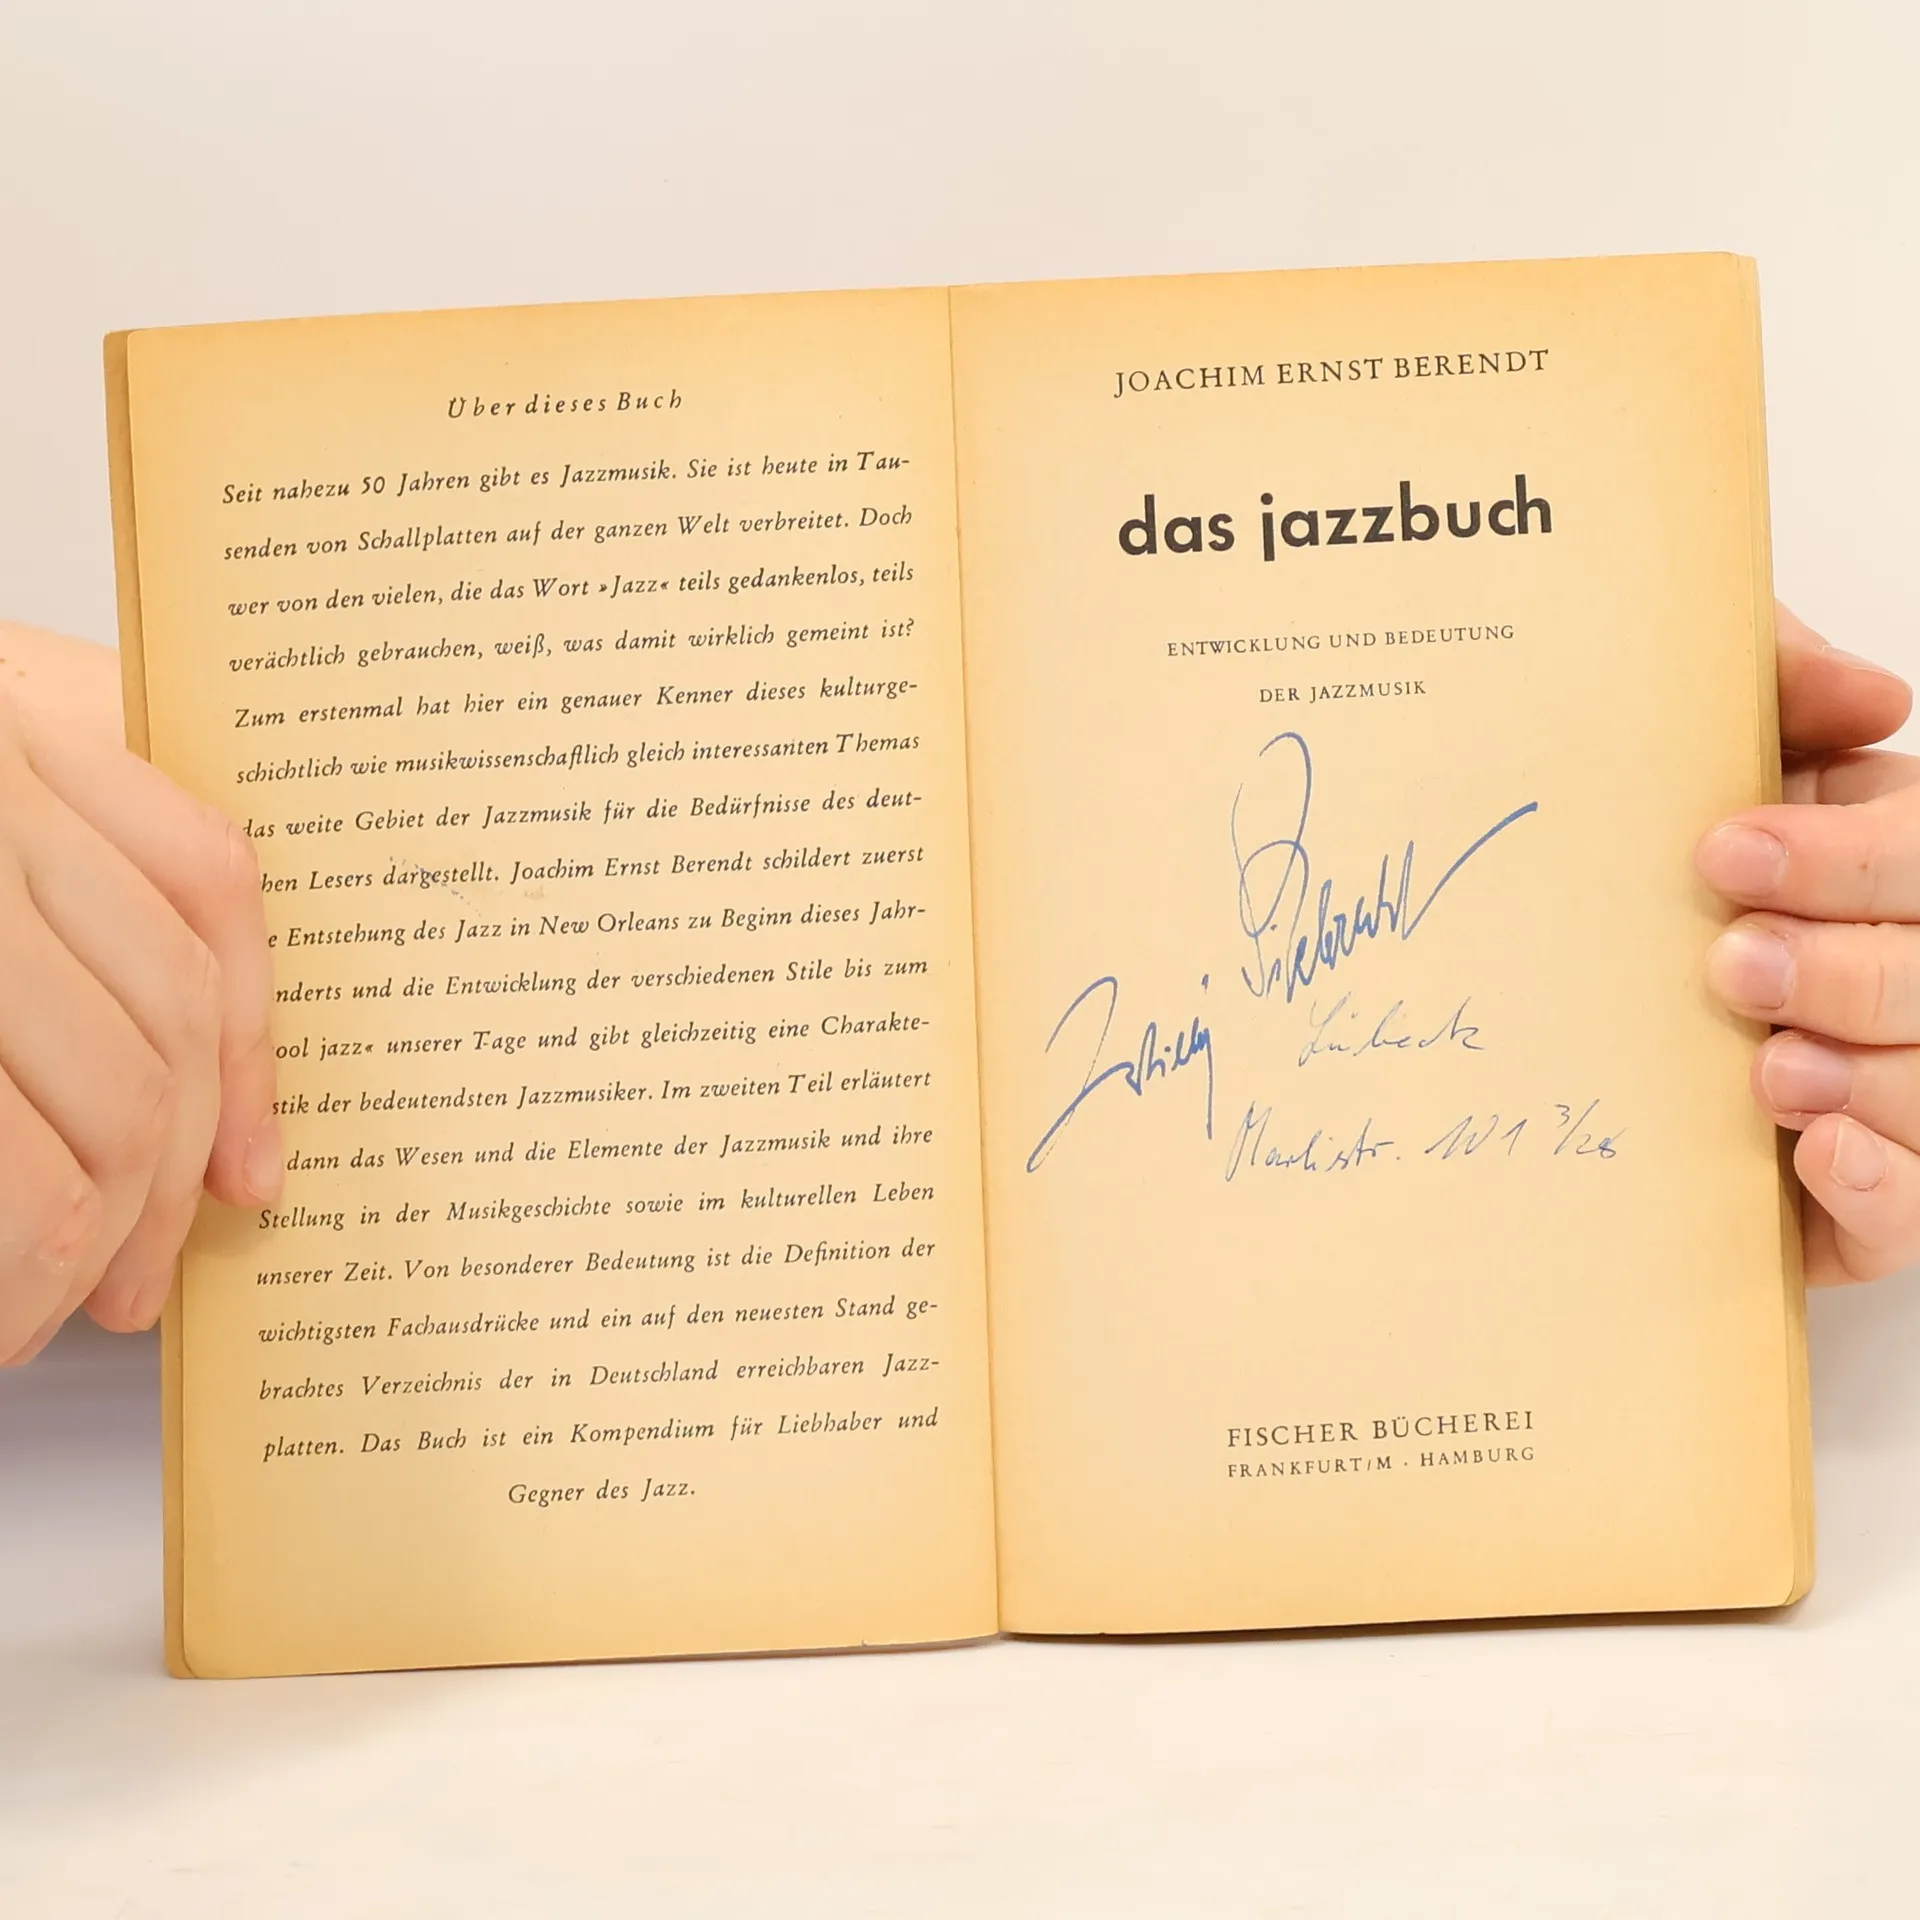 Über dieses Buch
Seit nahezu 50 Jahren gibt es Jazzmusik. Sie ist heute in Tau-
senden von Schallplatten auf der ganzen Welt verbreitet. Doch
wer von den vielen, die das Wort »Jazz« teils gedankenlos, teils
verächtlich gebrauchen, weiß, was damit wirklich gemeint ist?
Zum erstenmal hat hier ein genauer Kenner dieses kulturge-
schichtlich wie musikwissenschaftlich gleich interessanten Themas
das weite Gebiet der Jazzmusik für die Bedürfnisse des deut-
hen Lesers dargestellt. Joachim Ernst Berendt schildert zuerst
e Entstehung des Jazz in New Orleans zu Beginn dieses Jahr-
nderts und die Entwicklung der verschiedenen Stile bis zum
ool jazz« unserer Tage und gibt gleichzeitig eine Charakte-
stik der bedeutendsten Jazzmusiker. Im zweiten Teil erläutert
dann das Wesen und die Elemente der Jazzmusik und ihre
Stellung in der Musikgeschichte sowie im kulturellen Leben
unserer Zeit. Von besonderer Bedeutung ist die Definition der
wichtigsten Fachausdrücke und ein auf den neuesten Stand ge-
brachtes Verzeichnis der in Deutschland erreichbaren Jazz-
platten. Das Buch ist ein Kompendium für Liebhaber und
Gegner des Jazz.
JOACHIM ERNST BERENDT
das jazzbuch
ENTWICKLUNG UND BEDEUTUNG
DER JAZZMUSIK
Lübeck
Marlistr. 101
FISCHER BÜCHEREI
FRANKFURT/M . HAMBURG